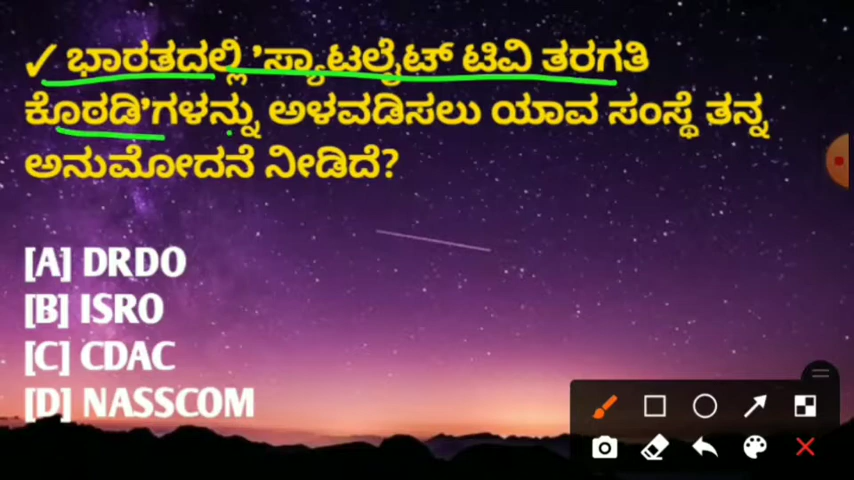 ✓ ಭಾರತದಲ್ಲಿ 'ಸ್ಯಾಟಲೈಟ್ ಟಿವಿ ತರಗತಿ
ಕೊಠಡಿ'ಗಳನ್ನು ಅಳವಡಿಸಲು ಯಾವ ಸಂಸ್ಥೆ ತನ್ನ
ಅನುಮೋದನೆ ನೀಡಿದೆ?
[A] DRDO
[B] ISRO
[C] CDAC
[D] NASSCOM